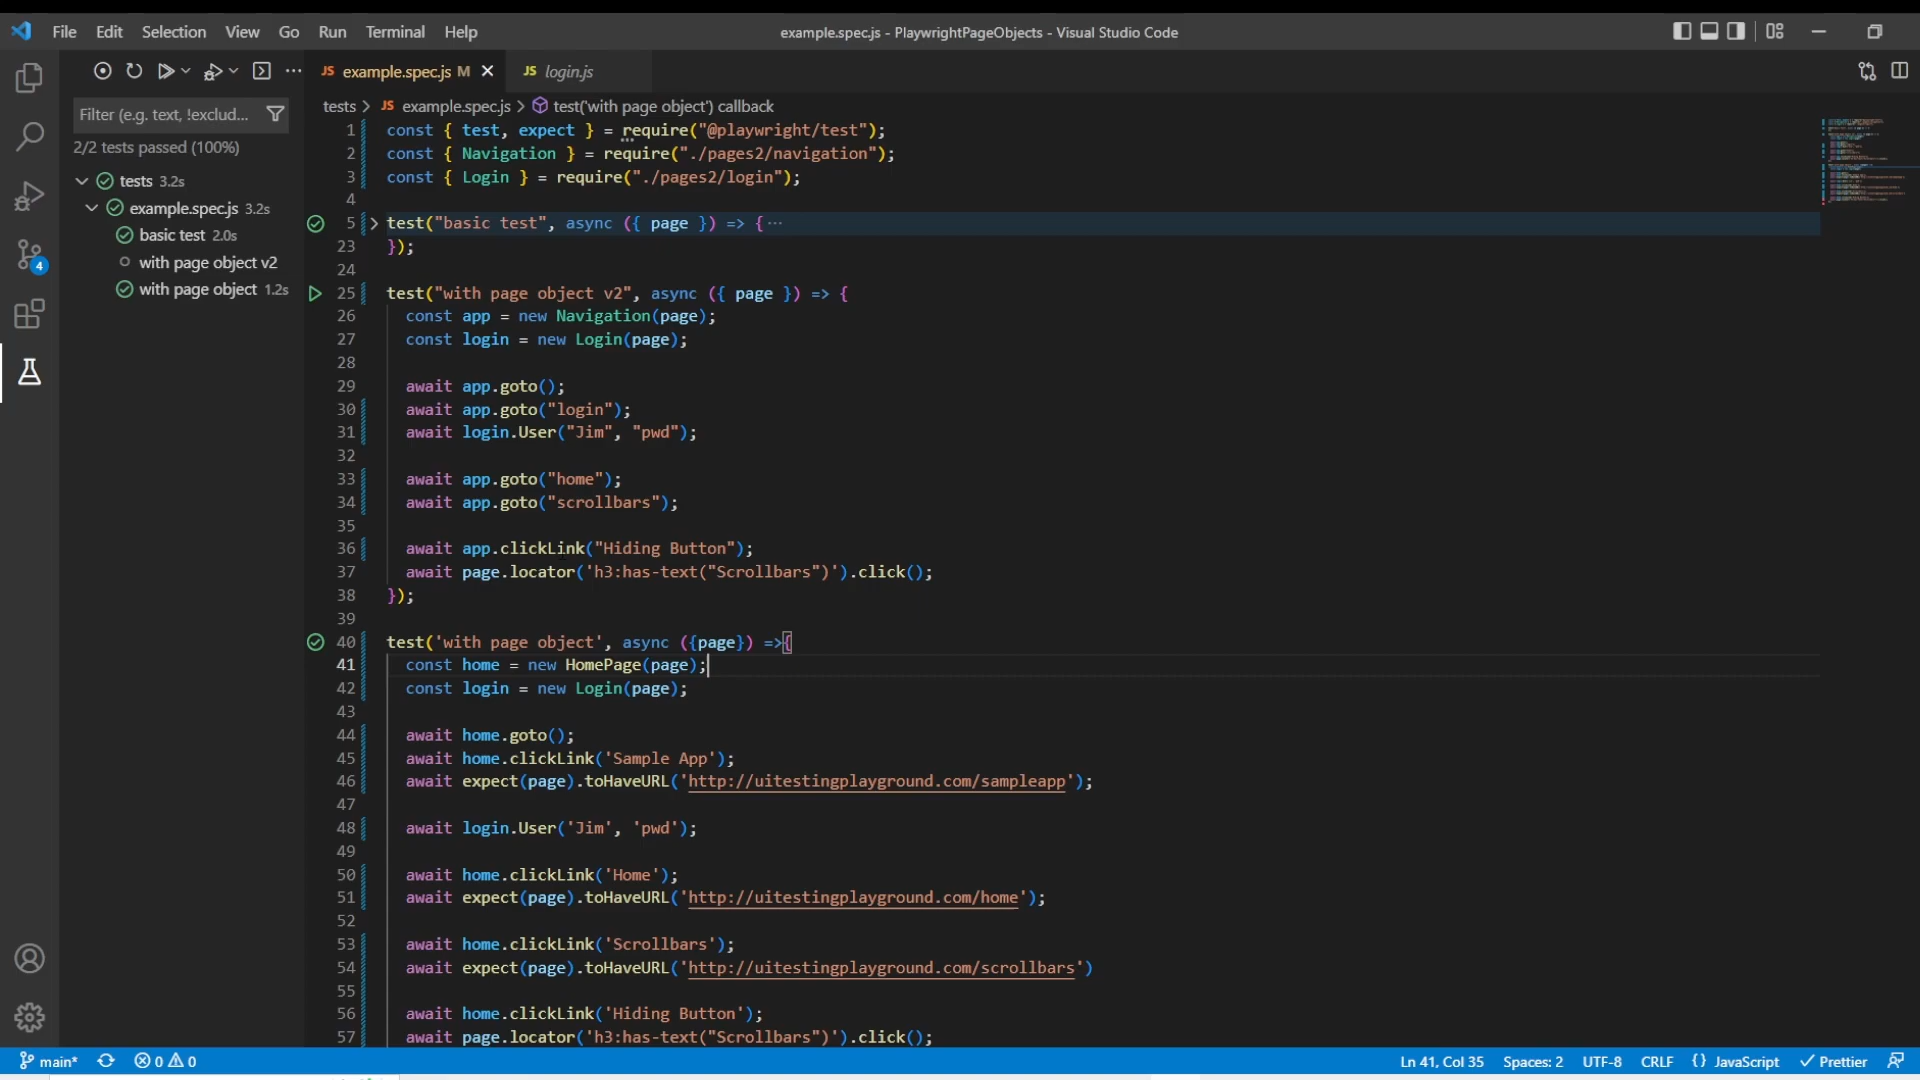 File Edit Selection View Go Run Terminal Help
example.spec.js - PlaywrightPageObjects - Visual Studio Code
JS example.spec.js M
JS login.js
Filter (e.g. text, !exclud...
2/2 tests passed (100%)
tests 3.2s
example.spec.js 3.2s
basic test 2.0s
with page object v2
with page object 1.2s
4
tests > JS example.spec.js > test('with page object') callback
1 const { test, expect } = require("@playwright/test");
2 const { Navigation } = require("./pages2/navigation");
3 const { Login } = require("./pages2/login");
4
5 test("basic test", async ({ page }) => { ...
23 });
24
25 test("with page object v2", async ({ page }) => {
26 const app = new Navigation(page);
27 const login = new Login(page);
28
29 await app.goto();
30 await app.goto("login");
31 await login.User("Jim", "pwd");
32
33 await app.goto("home");
34 await app.goto("scrollbars");
35
36 await app.clickLink("Hiding Button");
37 await page.locator('h3:has-text("Scrollbars")').click();
38 });
39
40 test('with page object', async ({page}) =>{
41 const home = new HomePage(page);
42 const login = new Login(page);
43
44 await home.goto();
45 await home.clickLink('Sample App');
46 await expect(page).toHaveURL('http://uitestingplayground.com/sampleapp');
47
48 await login.User('Jim', 'pwd');
49
50 await home.clickLink('Home');
51 await expect(page).toHaveURL('http://uitestingplayground.com/home');
52
53 await home.clickLink('Scrollbars');
54 await expect(page).toHaveURL('http://uitestingplayground.com/scrollbars')
55
56 await home.clickLink('Hiding Button');
57 await page.locator('h3:has-text("Scrollbars")').click();
main* 0 0
Ln 41, Col 35 Spaces: 2 UTF-8 CRLF {} JavaScript Prettier